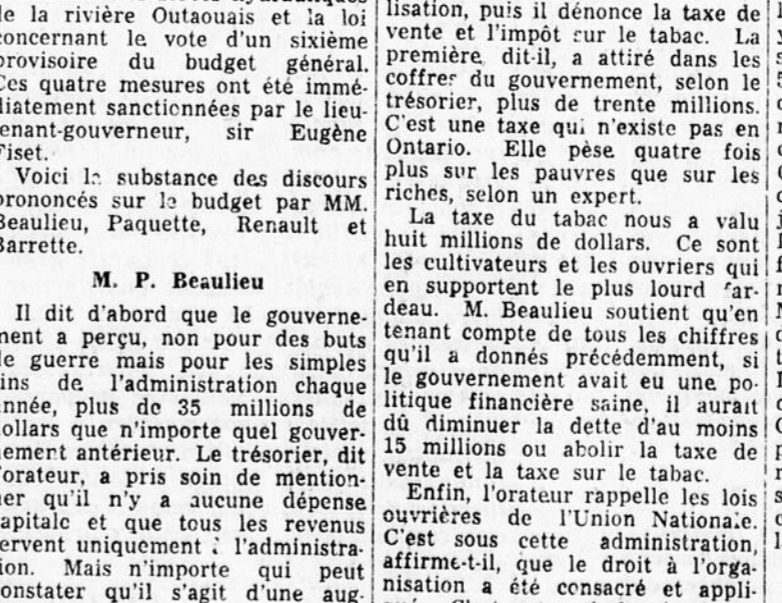 de la rivière Outaouais et la loi
concernant le vote d'un sixième
provisoire du budget général.
Ces quatre mesures ont été immé-
diatement sanctionnées par le lieu-
tenant-gouverneur, sir Eugène
Fiset.
Voici la substance des discours
prononcés sur le budget par MM.
Beaulieu, Paquette, Renault et
Barrette.
M. P. Beaulieu
Il dit d'abord que le gouverne-
ment a perçu, non pour des buts
de guerre mais pour les simples
fins de l'administration chaque
année, plus de 35 millions de
dollars que n'importe quel gouver-
nement antérieur. Le trésorier, dit
l'orateur, a pris soin de mention-
ner qu'il n'y a aucune dépense
capitale et que tous les revenus
servent uniquement à l'administra-
tion. Mais n'importe qui peut
constater qu'il s'agit d'une aug-
lisation, puis il dénonce la taxe de
vente et l'impôt sur le tabac. La
première, dit-il, a attiré dans les
coffres du gouvernement, selon le
trésorier, plus de trente millions.
C'est une taxe qui n'existe pas en
Ontario. Elle pèse quatre fois
plus sur les pauvres que sur les
riches, selon un expert.
La taxe du tabac nous a valu
huit millions de dollars. Ce sont
les cultivateurs et les ouvriers qui
en supportent le plus lourd far-
deau. M. Beaulieu soutient qu'en
tenant compte de tous les chiffres
qu'il a donnés précédemment, si
le gouvernement avait eu une po-
litique financière saine, il aurait
dû diminuer la dette d'au moins
15 millions ou abolir la taxe de
vente et la taxe sur le tabac.
Enfin, l'orateur rappelle les lois
ouvrières de l'Union Nationale.
C'est sous cette administration,
affirme-t-il, que le droit à l'orga-
nisation a été consacré et appli-